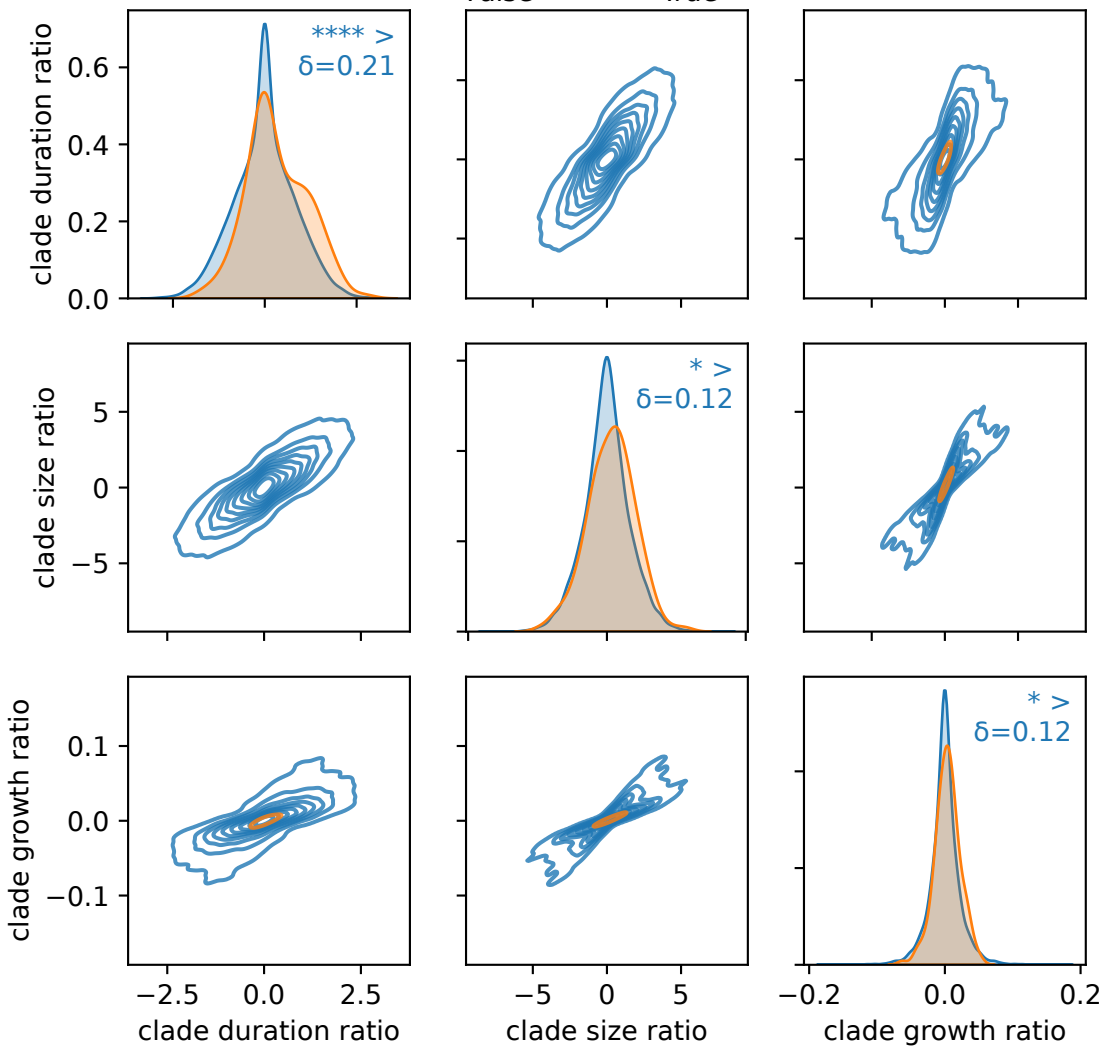 clade duration ratio
0.6
0.4
0.2
0.0
**** >
δ=0.21
clade size ratio
5
0
−5
* >
δ=0.12
clade growth ratio
0.1
0.0
−0.1
* >
δ=0.12
−2.5 0.0 2.5
−5 0 5
−0.2 0.0 0.2
clade duration ratio
clade size ratio
clade growth ratio